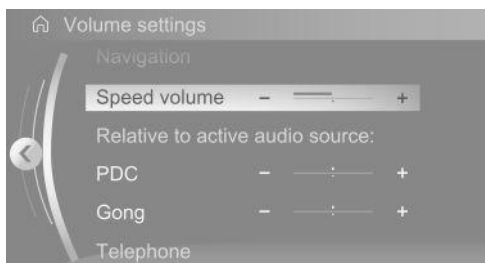 Volume settings
Navigation
Speed volume - +
Relative to active audio source:
PDC - +
Gong - +
Telephone